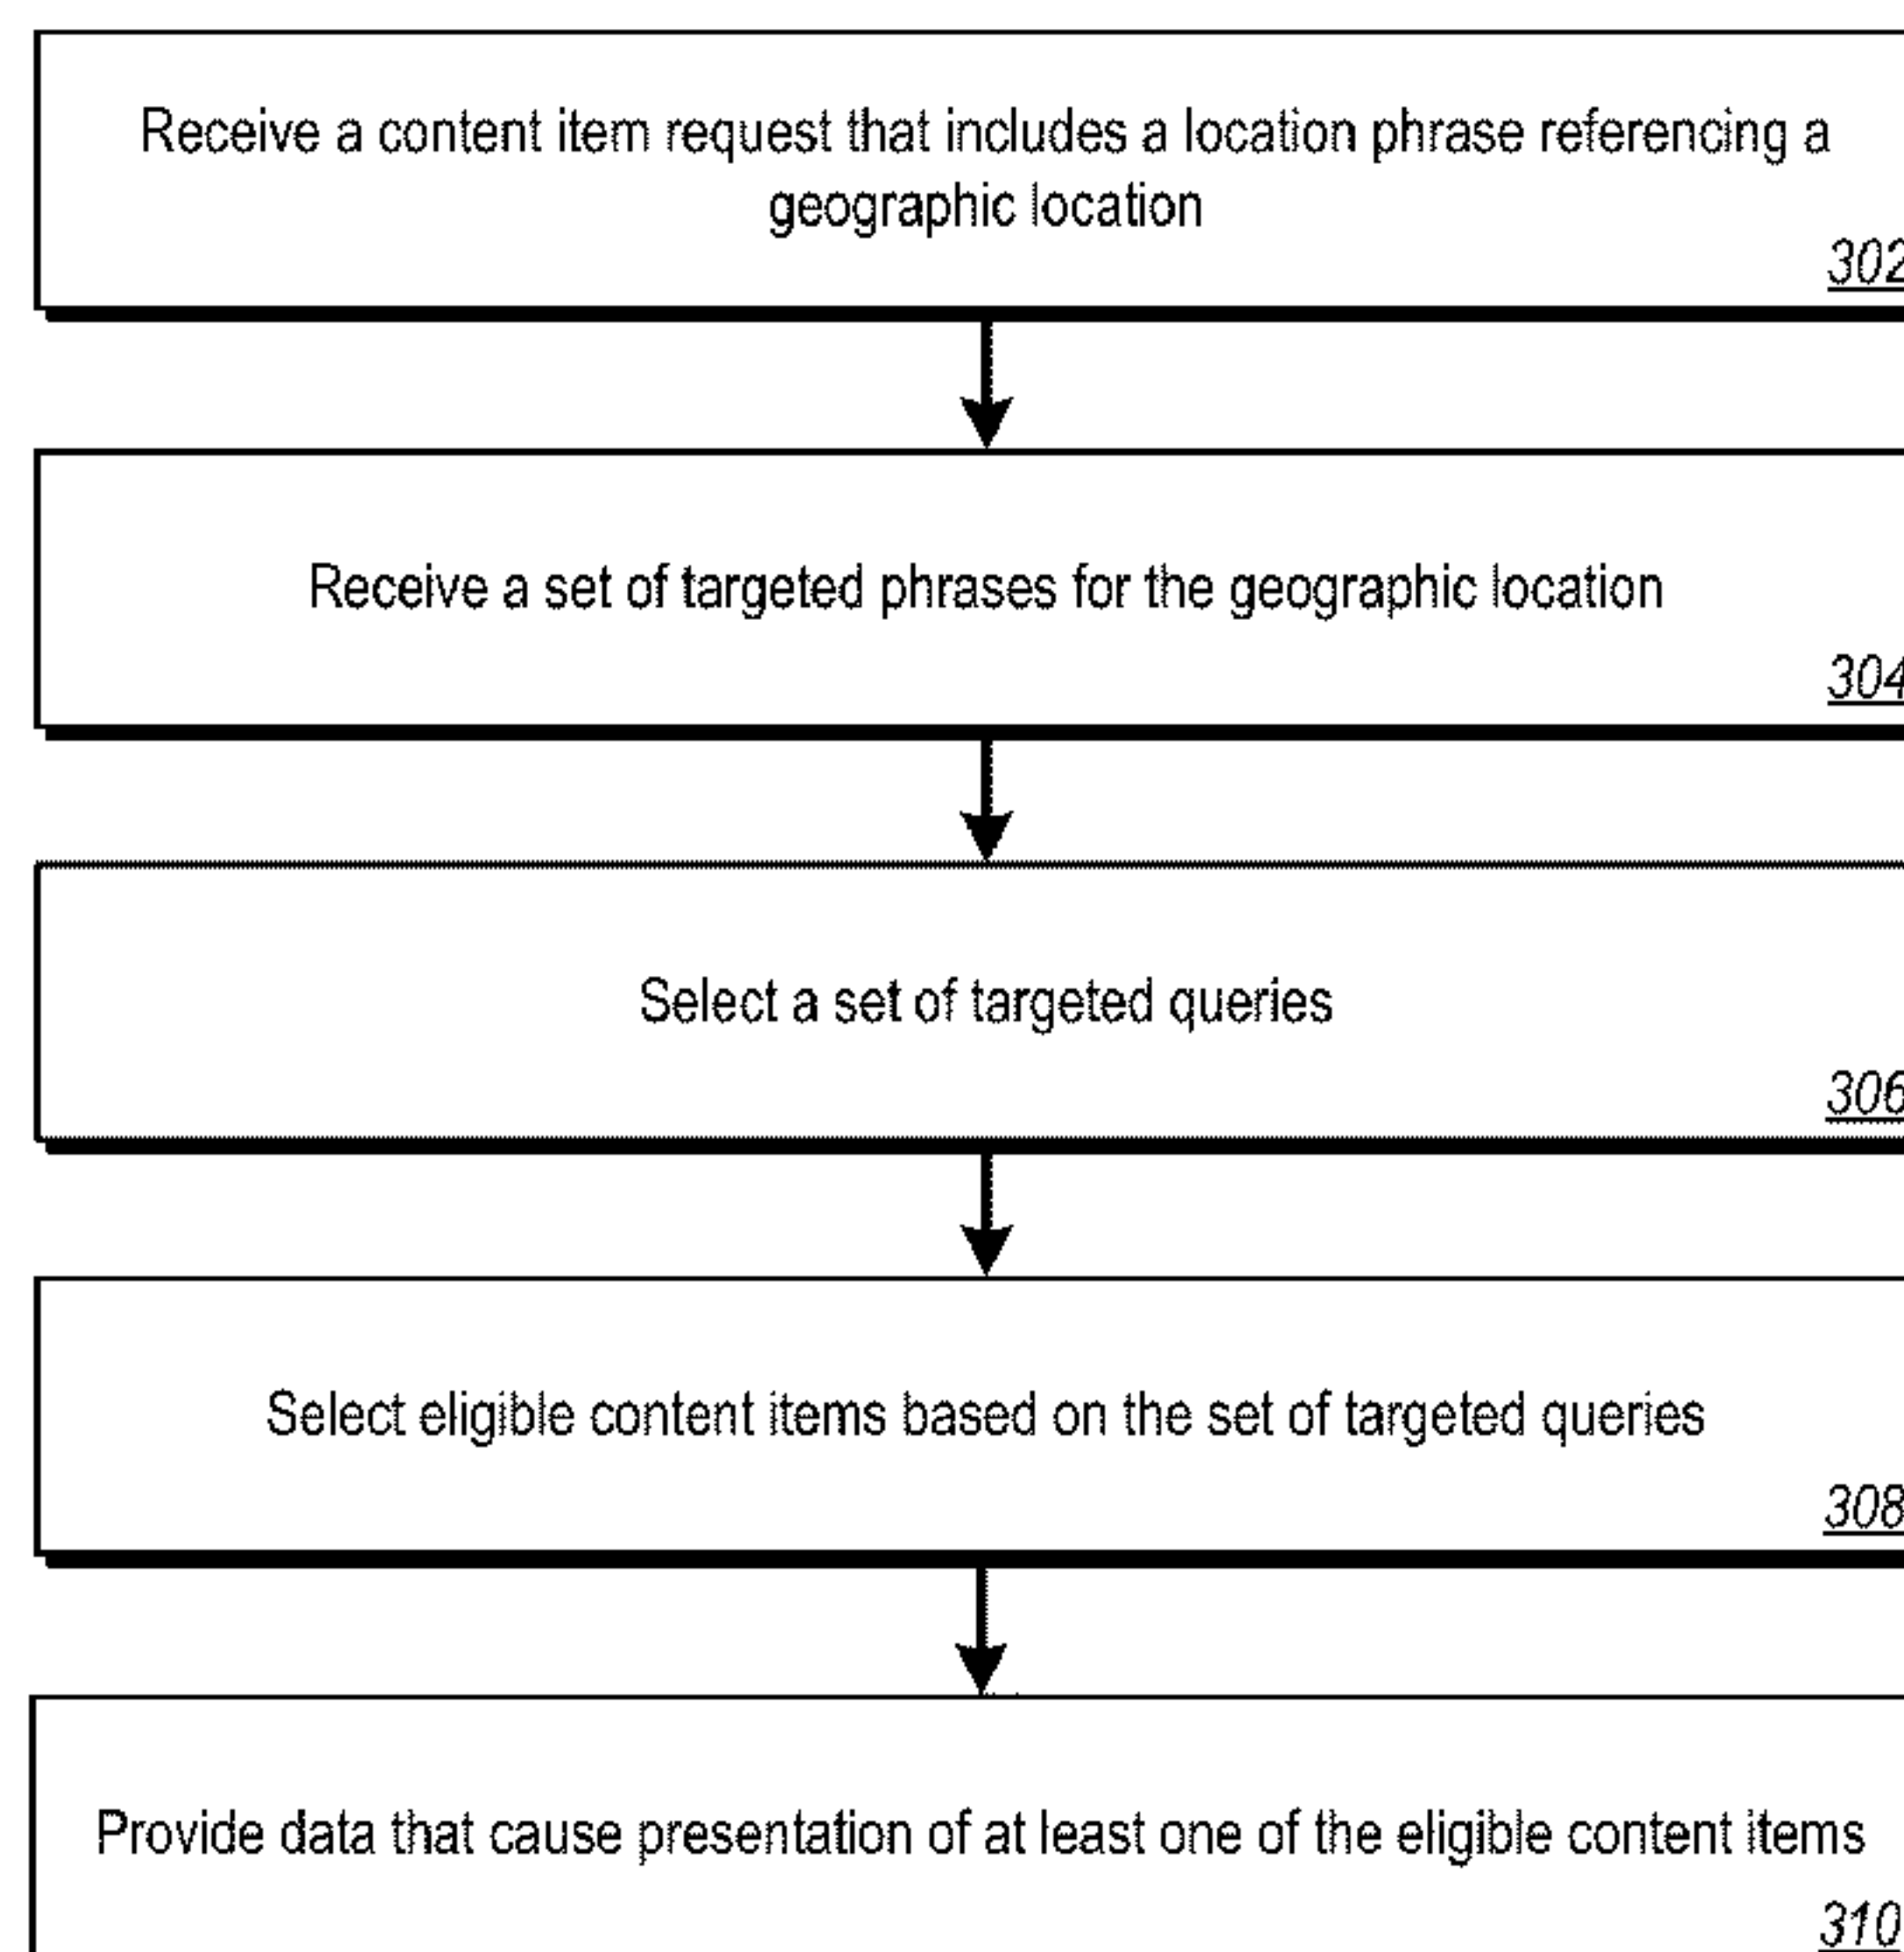 Receive a content item request that includes a location phrase referencing a
geographic location
302
Receive a set of targeted phrases for the geographic location
304
Select a set of targeted queries
306
Select eligible content items based on the set of targeted queries
308
Provide data that cause presentation of at least one of the eligible content items
310